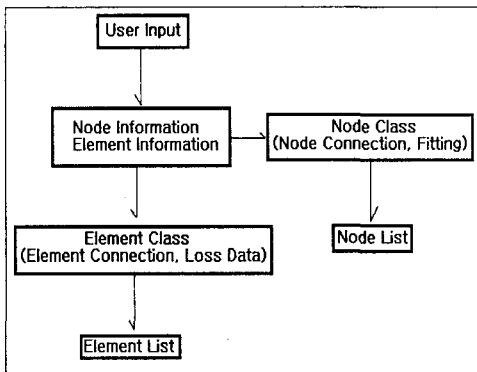 User Input
Node Information
Element Information
Node Class
(Node Connection, Fitting)
Element Class
(Element Connection, Loss Data)
Node List
Element List